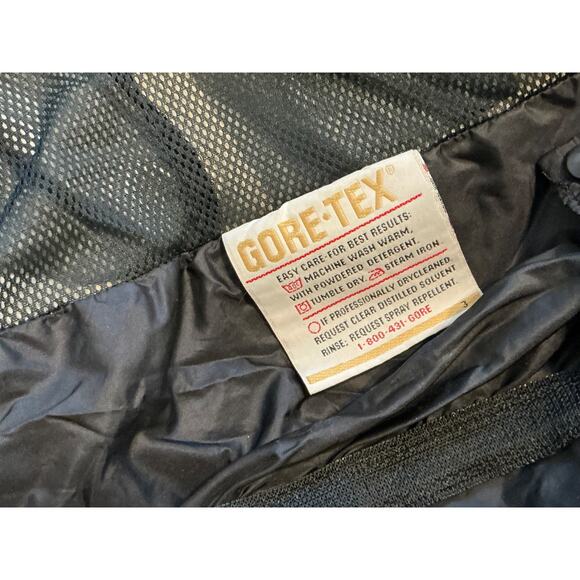 GORE-TEX®
EASY CARE-FOR BEST RESULTS:
MACHINE WASH WARM,
WITH POWDERED DETERGENT.
TUMBLE DRY. STEAM IRON.
IF PROFESSIONALLY DRYCLEANED,
REQUEST CLEAR DISTILLED SOLVENT
RINSE; REQUEST SPRAY REPELLENT.
1-800-431-GORE
3